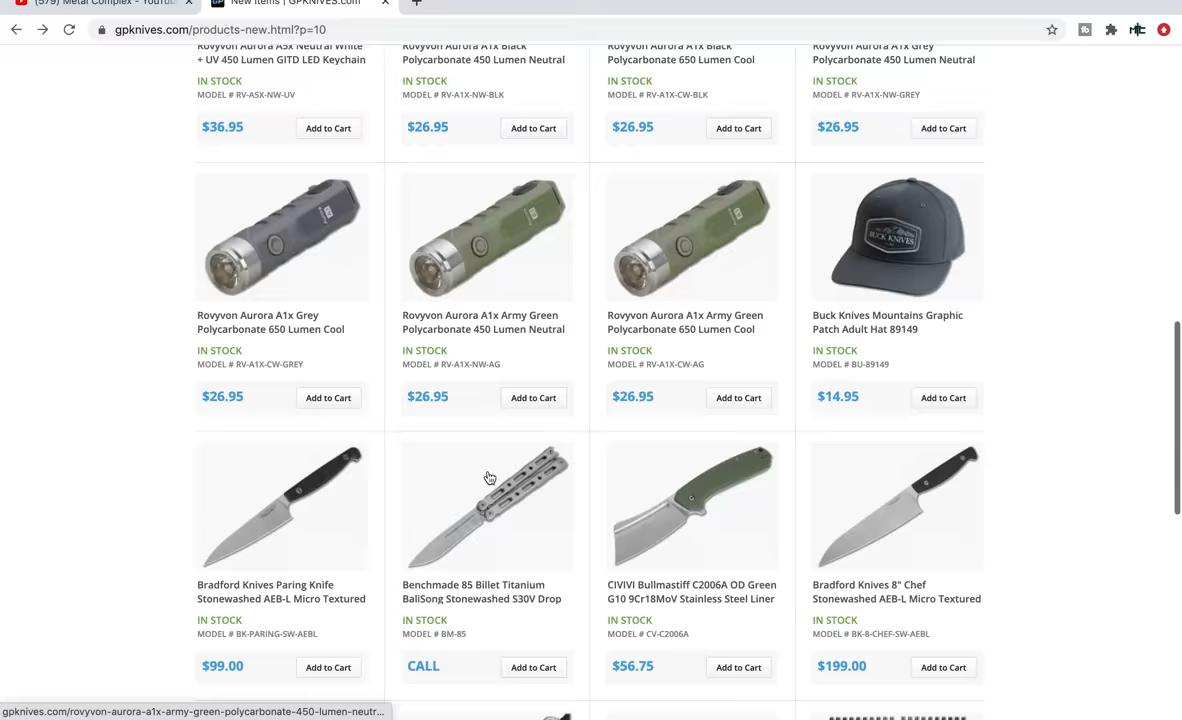 (579) Metal Complex - YouTu
New Items | GPKNIVES.com
gpknives.com/products-new.html?p=10
Rovyvon Aurora A5x Neutral White
+ UV 450 Lumen GITD LED Keychain
IN STOCK
MODEL # RV-A5X-NW-UV
$36.95
Add to Cart
Rovyvon Aurora A1x Black
Polycarbonate 450 Lumen Neutral
IN STOCK
MODEL # RV-A1X-NW-BLK
$26.95
Add to Cart
Rovyvon Aurora A1x Black
Polycarbonate 650 Lumen Cool
IN STOCK
MODEL # RV-A1X-CW-BLK
$26.95
Add to Cart
Rovyvon Aurora A1x Grey
Polycarbonate 450 Lumen Neutral
IN STOCK
MODEL # RV-A1X-NW-GREY
$26.95
Add to Cart
Rovyvon Aurora A1x Grey
Polycarbonate 650 Lumen Cool
IN STOCK
MODEL # RV-A1X-CW-GREY
$26.95
Add to Cart
Rovyvon Aurora A1x Army Green
Polycarbonate 450 Lumen Neutral
IN STOCK
MODEL # RV-A1X-NW-AG
$26.95
Add to Cart
Rovyvon Aurora A1x Army Green
Polycarbonate 650 Lumen Cool
IN STOCK
MODEL # RV-A1X-CW-AG
$26.95
Add to Cart
BUCK KNIVES
Buck Knives Mountains Graphic
Patch Adult Hat 89149
IN STOCK
MODEL # BU-89149
$14.95
Add to Cart
Bradford Knives Paring Knife
Stonewashed AEB-L Micro Textured
IN STOCK
MODEL # BK-PARING-SW-AEBL
$99.00
Add to Cart
Benchmade 85 Billet Titanium
BaliSong Stonewashed S30V Drop
IN STOCK
MODEL # BM-85
CALL
Add to Cart
CIVIVI Bullmastiff C2006A OD Green
G10 9Cr18MoV Stainless Steel Liner
IN STOCK
MODEL # CV-C2006A
$56.75
Add to Cart
Bradford Knives 8" Chef
Stonewashed AEB-L Micro Textured
IN STOCK
MODEL # BK-8-CHEF-SW-AEBL
$199.00
Add to Cart
gpknives.com/rovyvon-aurora-a1x-army-green-polycarbonate-450-lumen-neutr...